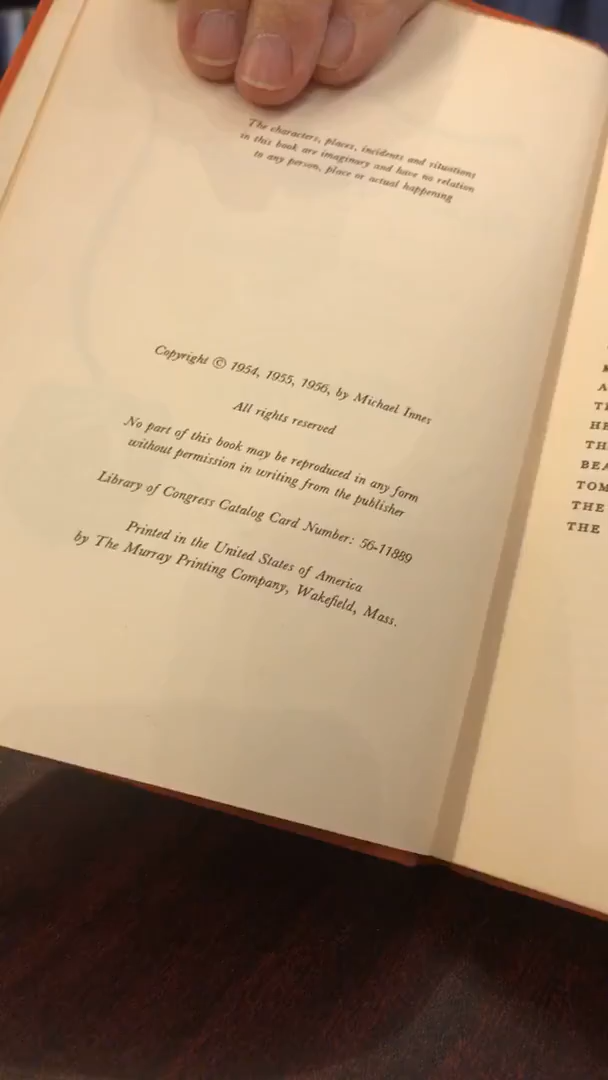 The characters, places, incidents and situations
in this book are imaginary and have no relation
to any person, place or actual happening
Copyright © 1954, 1955, 1956, by Michael Innes
All rights reserved
No part of this book may be reproduced in any form
without permission in writing from the publisher
Library of Congress Catalog Card Number: 56-11889
Printed in the United States of America
by The Murray Printing Company, Wakefield, Mass.
A
T
HE
TH
BEA
TOM
THE
THE